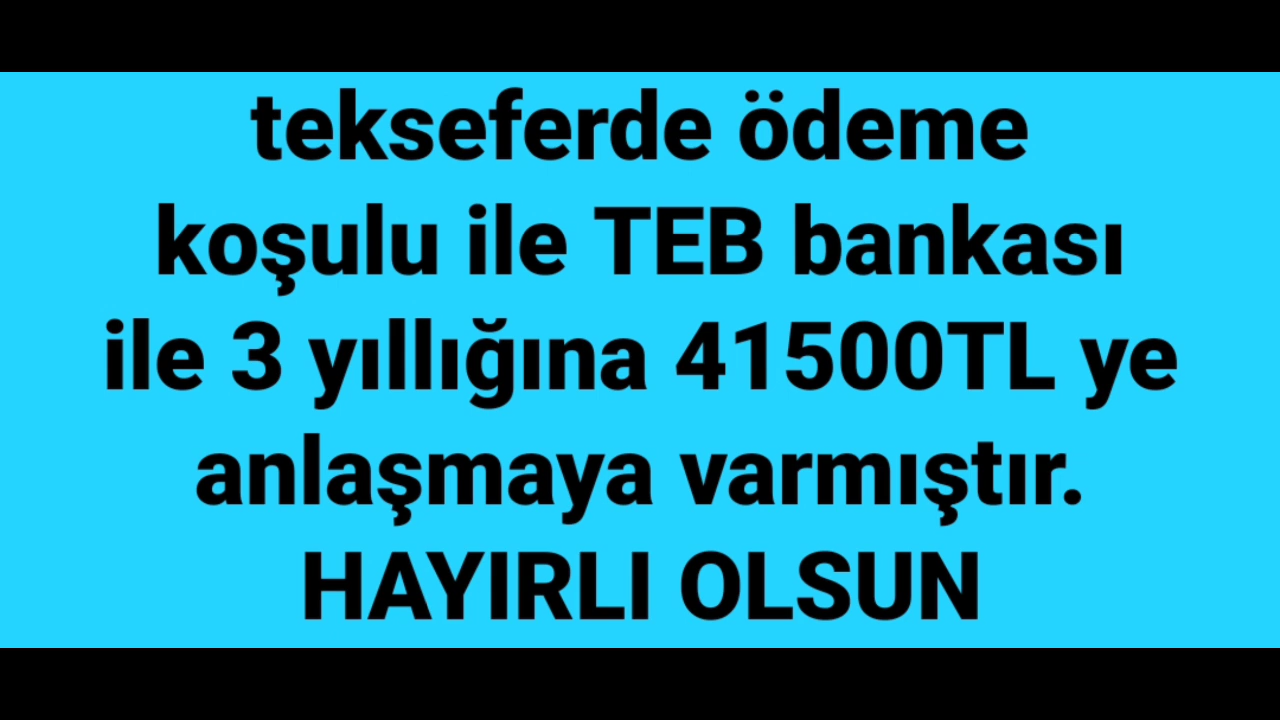 tekseferde ödeme
koşulu ile TEB bankası
ile 3 yıllığına 41500TL ye
anlaşmaya varmıştır.
HAYIRLI OLSUN